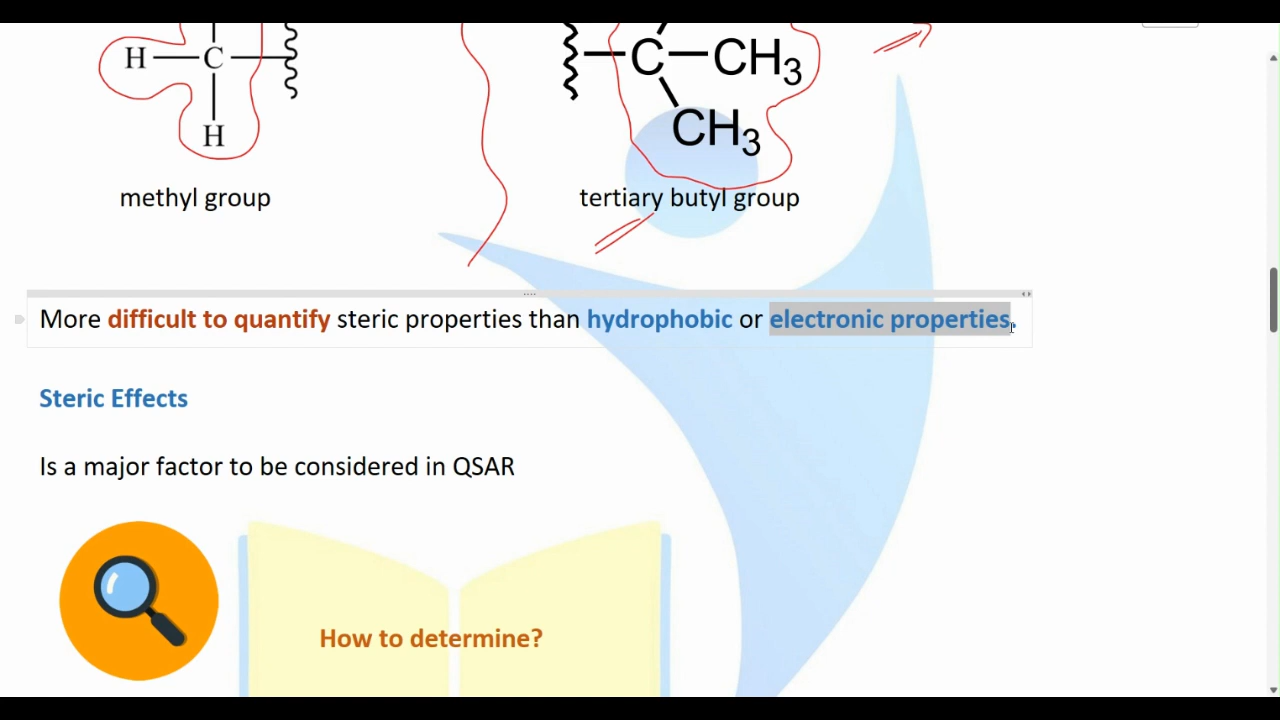 H C
C CH3
H
CH3
methyl group
tertiary butyl group
More difficult to quantify steric properties than hydrophobic or electronic properties.
Steric Effects
Is a major factor to be considered in QSAR
How to determine?